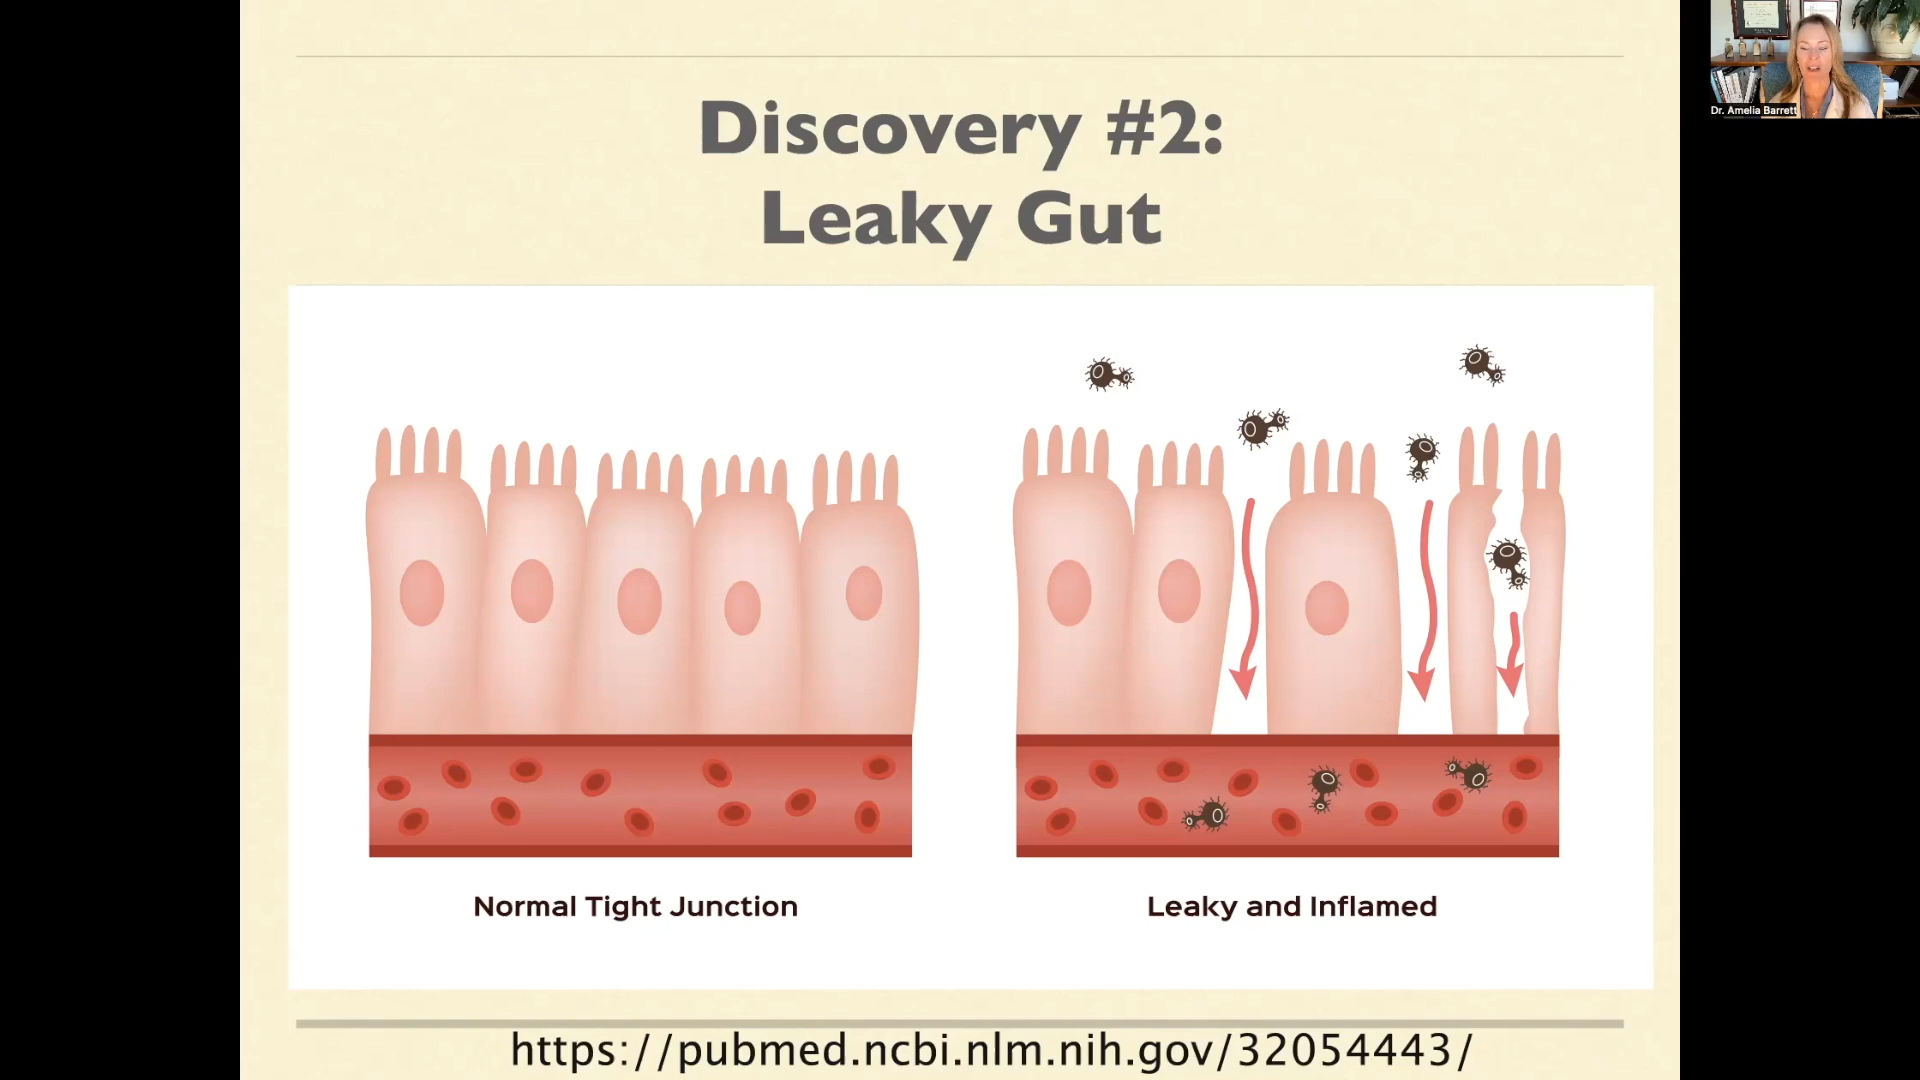 Discovery #2:
Leaky Gut
Dr. Amelia Barrett
Normal Tight Junction
Leaky and Inflamed
https://pubmed.ncbi.nlm.nih.gov/32054443/